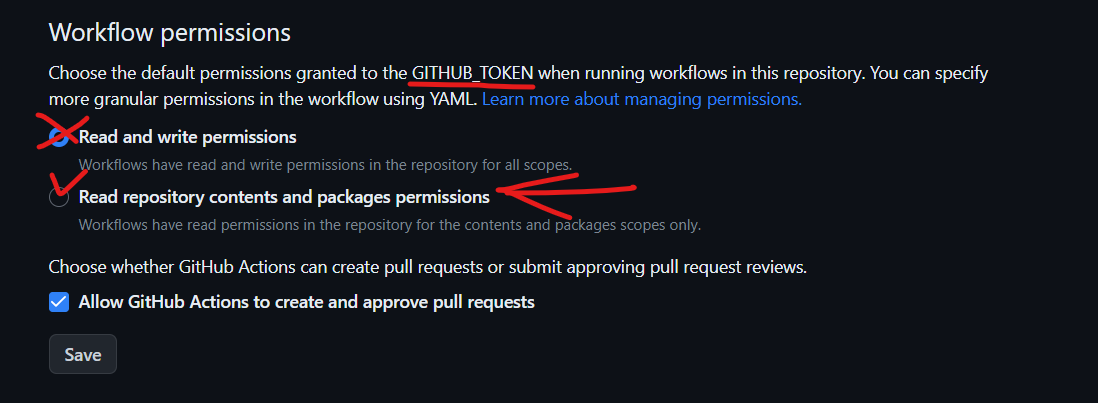 Workflow permissions
Choose the default permissions granted to the GITHUB_TOKEN when running workflows in this repository. You can specify
more granular permissions in the workflow using YAML. Learn more about managing permissions.
Read and write permissions
Workflows have read and write permissions in the repository for all scopes.
Read repository contents and packages permissions
Workflows have read permissions in the repository for the contents and packages scopes only.
Choose whether GitHub Actions can create pull requests or submit approving pull request reviews.
Allow GitHub Actions to create and approve pull requests
Save